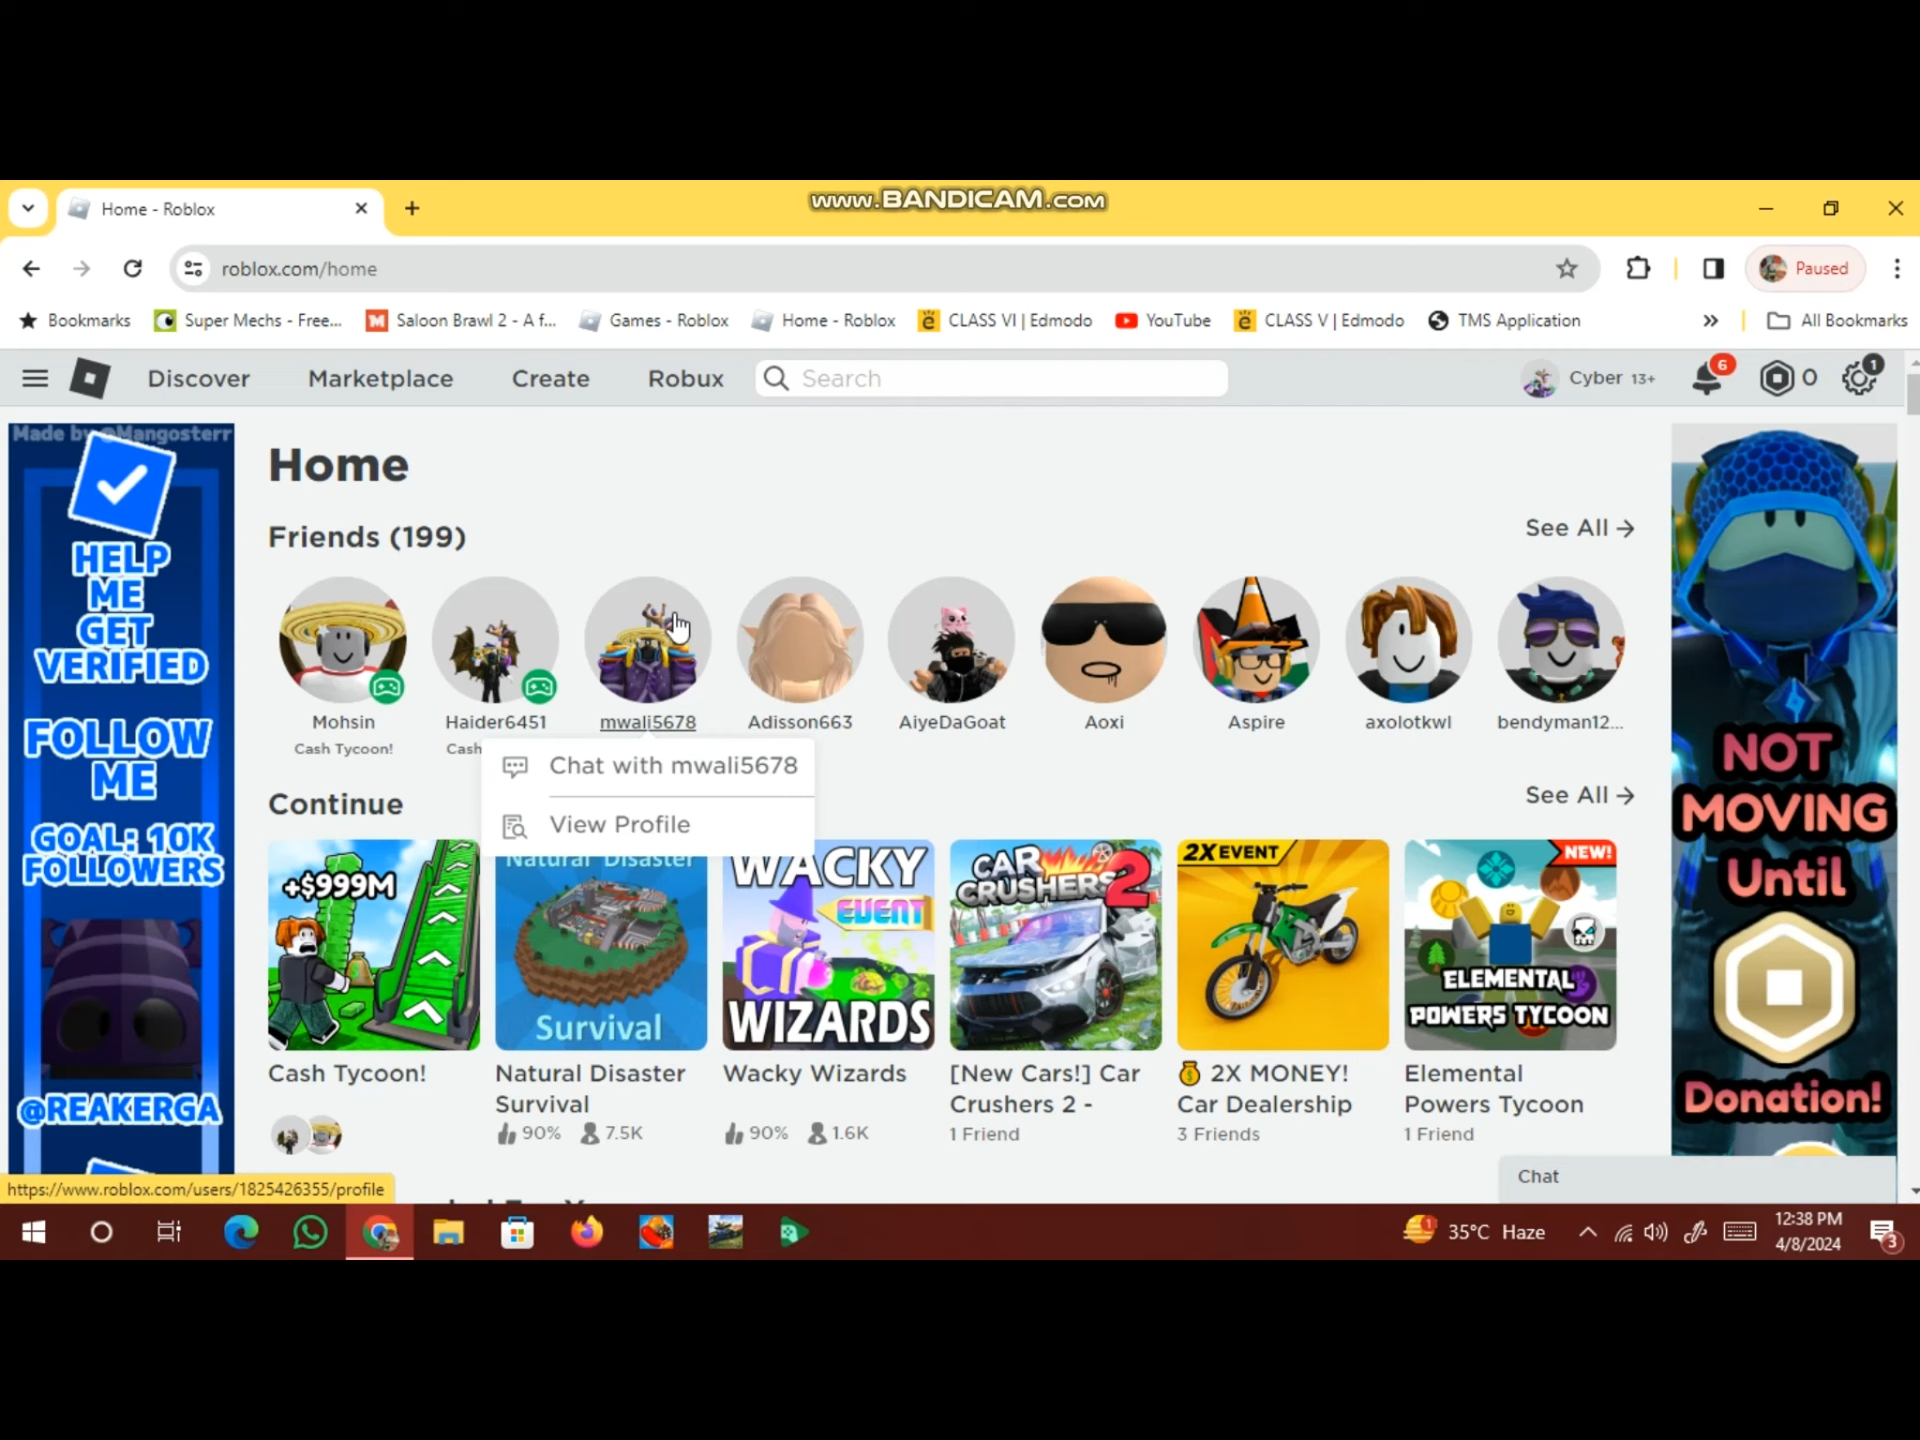 www.BANDICAM.com
Home - Roblox
roblox.com/home
Paused
Bookmarks
Super Mechs - Free...
Saloon Brawl 2 - A f...
Games - Roblox
Home - Roblox
CLASS VI | Edmodo
YouTube
CLASS V | Edmodo
TMS Application
All Bookmarks
Discover
Marketplace
Create
Robux
Search
Cyber 13+
6
0
1
Made by @Mangosterr
HELP
ME
GET
VERIFIED
FOLLOW
ME
GOAL: 10K
FOLLOWERS
@REAKERGA
Home
Friends (199)
See All
Mohsin
Cash Tycoon!
Haider6451
Cash
mwali5678
Adisson663
AiyeDaGoat
Aoxi
Aspire
axolotkwl
bendyman12...
Chat with mwali5678
View Profile
Continue
See All
+$999M
Natural Disaster
Survival
WACKY
EVENT
WIZARDS
CAR
CRUSHERS 2
2X EVENT
NEW!
ELEMENTAL
POWERS TYCOON
Cash Tycoon!
Natural Disaster
Survival
90% 7.5K
Wacky Wizards
90% 1.6K
[New Cars!] Car
Crushers 2 -
1 Friend
2X MONEY!
Car Dealership
3 Friends
Elemental
Powers Tycoon
1 Friend
NOT
MOVING
Until
Donation!
Chat
https://www.roblox.com/users/1825426355/profile
1
35°C Haze
12:38 PM
4/8/2024
3